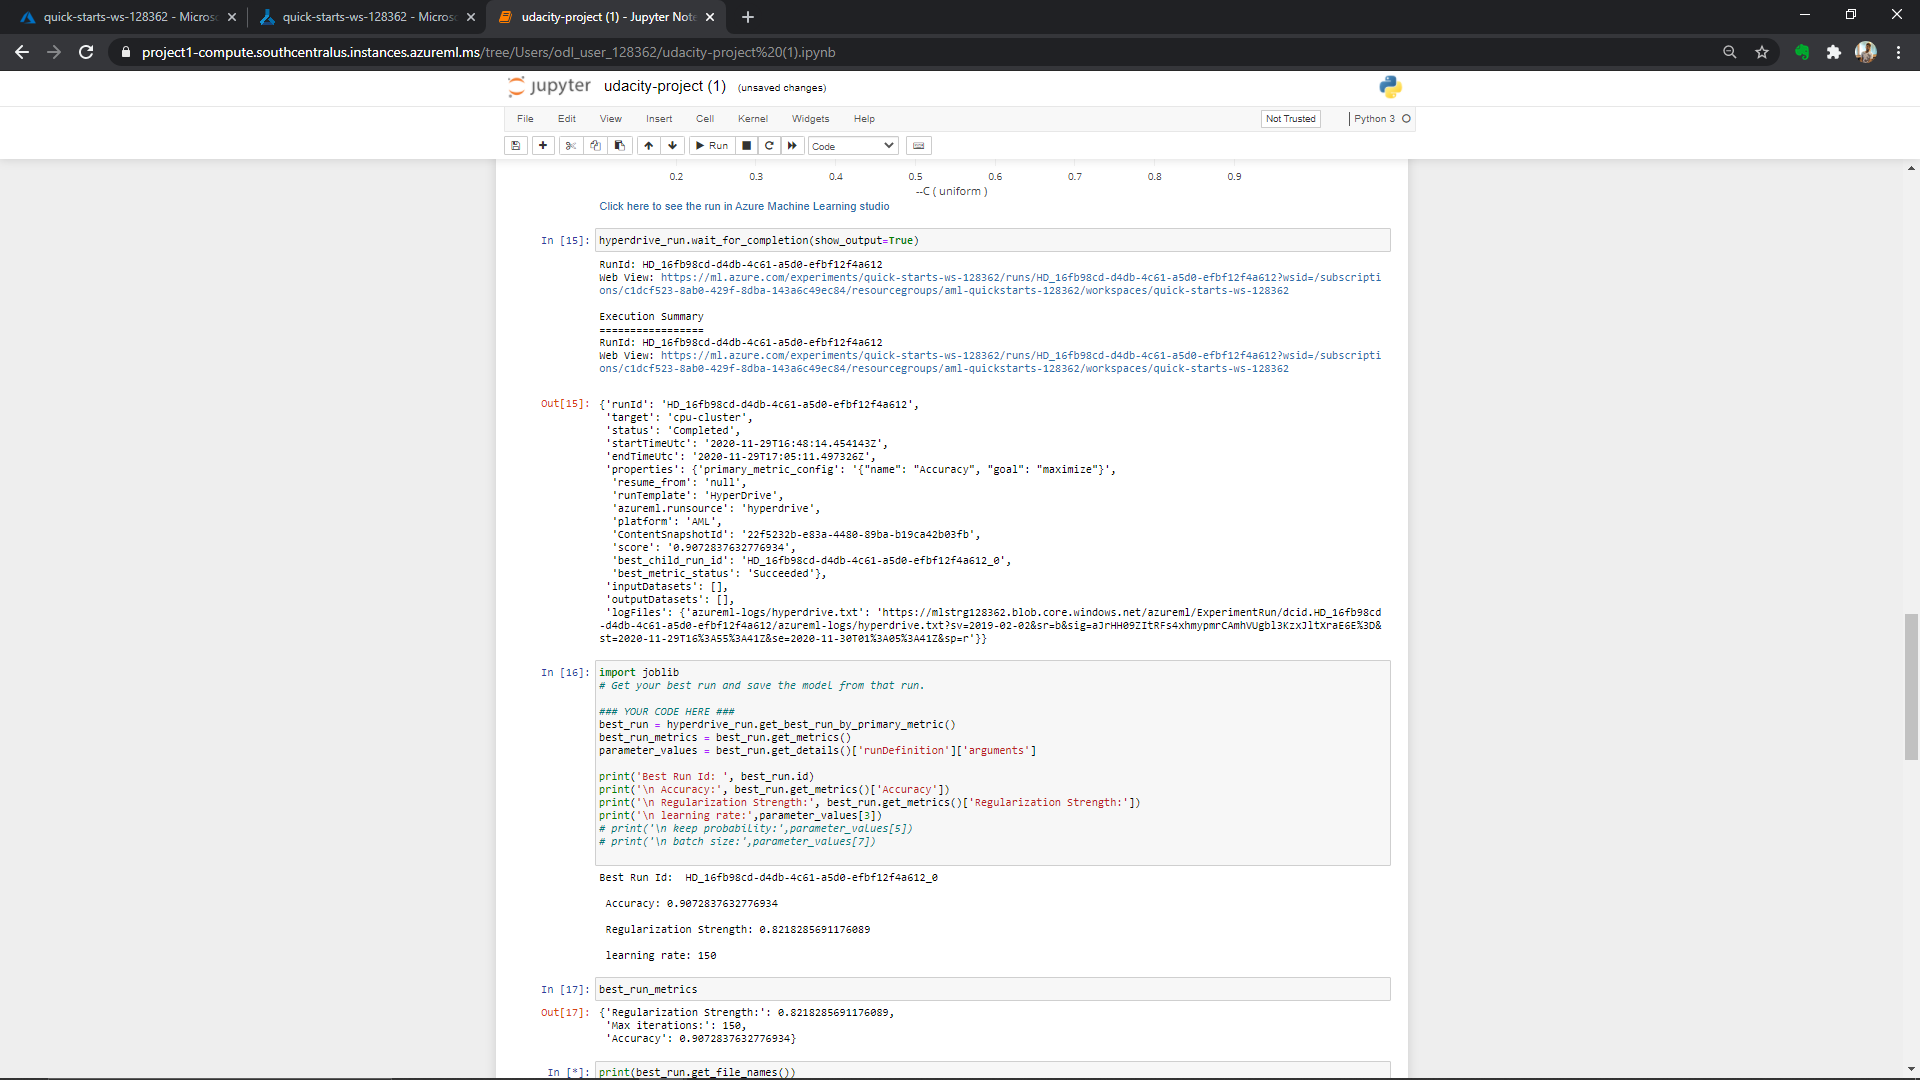 quick-starts-ws-128362 - Microso
quick-starts-ws-128362 - Microso
udacity-project (1) - Jupyter Note
project1-compute.southcentralus.instances.azureml.ms/tree/Users/odl_user_128362/udacity-project%20(1).ipynb
jupyter udacity-project (1) (unsaved changes)
File Edit View Insert Cell Kernel Widgets Help Not Trusted Python 3
Run Code
0.2 0.3 0.4 0.5 0.6 0.7 0.8 0.9
--C ( uniform )
Click here to see the run in Azure Machine Learning studio
In [15]: hyperdrive_run.wait_for_completion(show_output=True)
RunId: HD_16fb98cd-d4db-4c61-a5d0-efbf12f4a612
Web View: https://ml.azure.com/experiments/quick-starts-ws-128362/runs/HD_16fb98cd-d4db-4c61-a5d0-efbf12f4a612?wsid=/subscripti
ons/c1dcf523-8ab0-429f-8dba-143a6c49ec84/resourcegroups/aml-quickstarts-128362/workspaces/quick-starts-ws-128362
Execution Summary
=================
RunId: HD_16fb98cd-d4db-4c61-a5d0-efbf12f4a612
Web View: https://ml.azure.com/experiments/quick-starts-ws-128362/runs/HD_16fb98cd-d4db-4c61-a5d0-efbf12f4a612?wsid=/subscripti
ons/c1dcf523-8ab0-429f-8dba-143a6c49ec84/resourcegroups/aml-quickstarts-128362/workspaces/quick-starts-ws-128362
Out[15]: {'runId': 'HD_16fb98cd-d4db-4c61-a5d0-efbf12f4a612',
'target': 'cpu-cluster',
'status': 'Completed',
'startTimeUtc': '2020-11-29T16:48:14.454143Z',
'endTimeUtc': '2020-11-29T17:05:11.497326Z',
'properties': {'primary_metric_config': '{"name": "Accuracy", "goal": "maximize"}',
'resume_from': 'null',
'runTemplate': 'HyperDrive',
'azureml.runsource': 'hyperdrive',
'platform': 'AML',
'ContentSnapshotId': '22f5232b-e83a-4480-89ba-b19ca42b03fb',
'score': '0.9072837632776934',
'best_child_run_id': 'HD_16fb98cd-d4db-4c61-a5d0-efbf12f4a612_0',
'best_metric_status': 'Succeeded'},
'inputDatasets': [],
'outputDatasets': [],
'logFiles': {'azureml-logs/hyperdrive.txt': 'https://mlstrg128362.blob.core.windows.net/azureml/ExperimentRun/dcid.HD_16fb98cd
-d4db-4c61-a5d0-efbf12f4a612/azureml-logs/hyperdrive.txt?sv=2019-02-02&sr=b&sig=aJrHH09ZItRFs4xhmypmrCAmhVUgbl3KzxJltXraE6E%3D&
st=2020-11-29T16%3A55%3A41Z&se=2020-11-30T01%3A05%3A41Z&sp=r'}}
In [16]: import joblib
# Get your best run and save the model from that run.
### YOUR CODE HERE ###
best_run = hyperdrive_run.get_best_run_by_primary_metric()
best_run_metrics = best_run.get_metrics()
parameter_values = best_run.get_details()['runDefinition']['arguments']
print('Best Run Id: ', best_run.id)
print('\n Accuracy:', best_run.get_metrics()['Accuracy'])
print('\n Regularization Strength:', best_run.get_metrics()['Regularization Strength:'])
print('\n learning rate:',parameter_values[3])
# print('\n keep probability:',parameter_values[5])
# print('\n batch size:',parameter_values[7])
Best Run Id:  HD_16fb98cd-d4db-4c61-a5d0-efbf12f4a612_0
Accuracy: 0.9072837632776934
Regularization Strength: 0.8218285691176089
learning rate: 150
In [17]: best_run_metrics
Out[17]: {'Regularization Strength:': 0.8218285691176089,
'Max iterations:': 150,
'Accuracy': 0.9072837632776934}
In [*]: print(best_run.get_file_names())